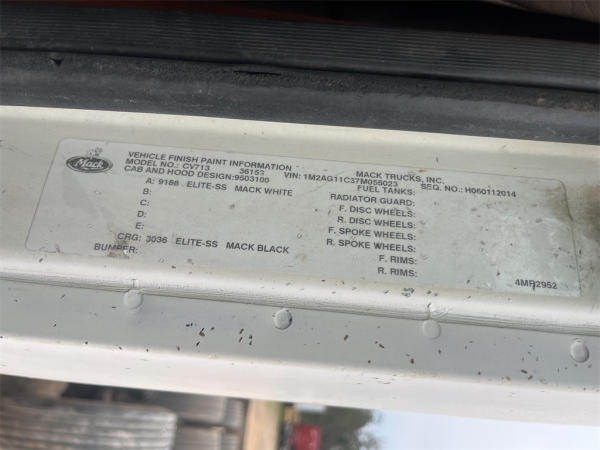 Mack
VEHICLE FINISH PAINT INFORMATION MACK TRUCKS, INC.
MODEL NO.: CV713 36153 VIN: 1M2AG11C37M055023 SEQ. NO.: H060112014
CAB AND HOOD DESIGN: 9503100 FUEL TANKS:
A: 9188 ELITE-SS MACK WHITE RADIATOR GUARD:
B: F. DISC WHEELS:
C: R. DISC WHEELS:
D: F. SPOKE WHEELS:
E: R. SPOKE WHEELS:
CRG: 3036 ELITE-SS MACK BLACK F. RIMS:
BUMPER: R. RIMS:
4MR2952